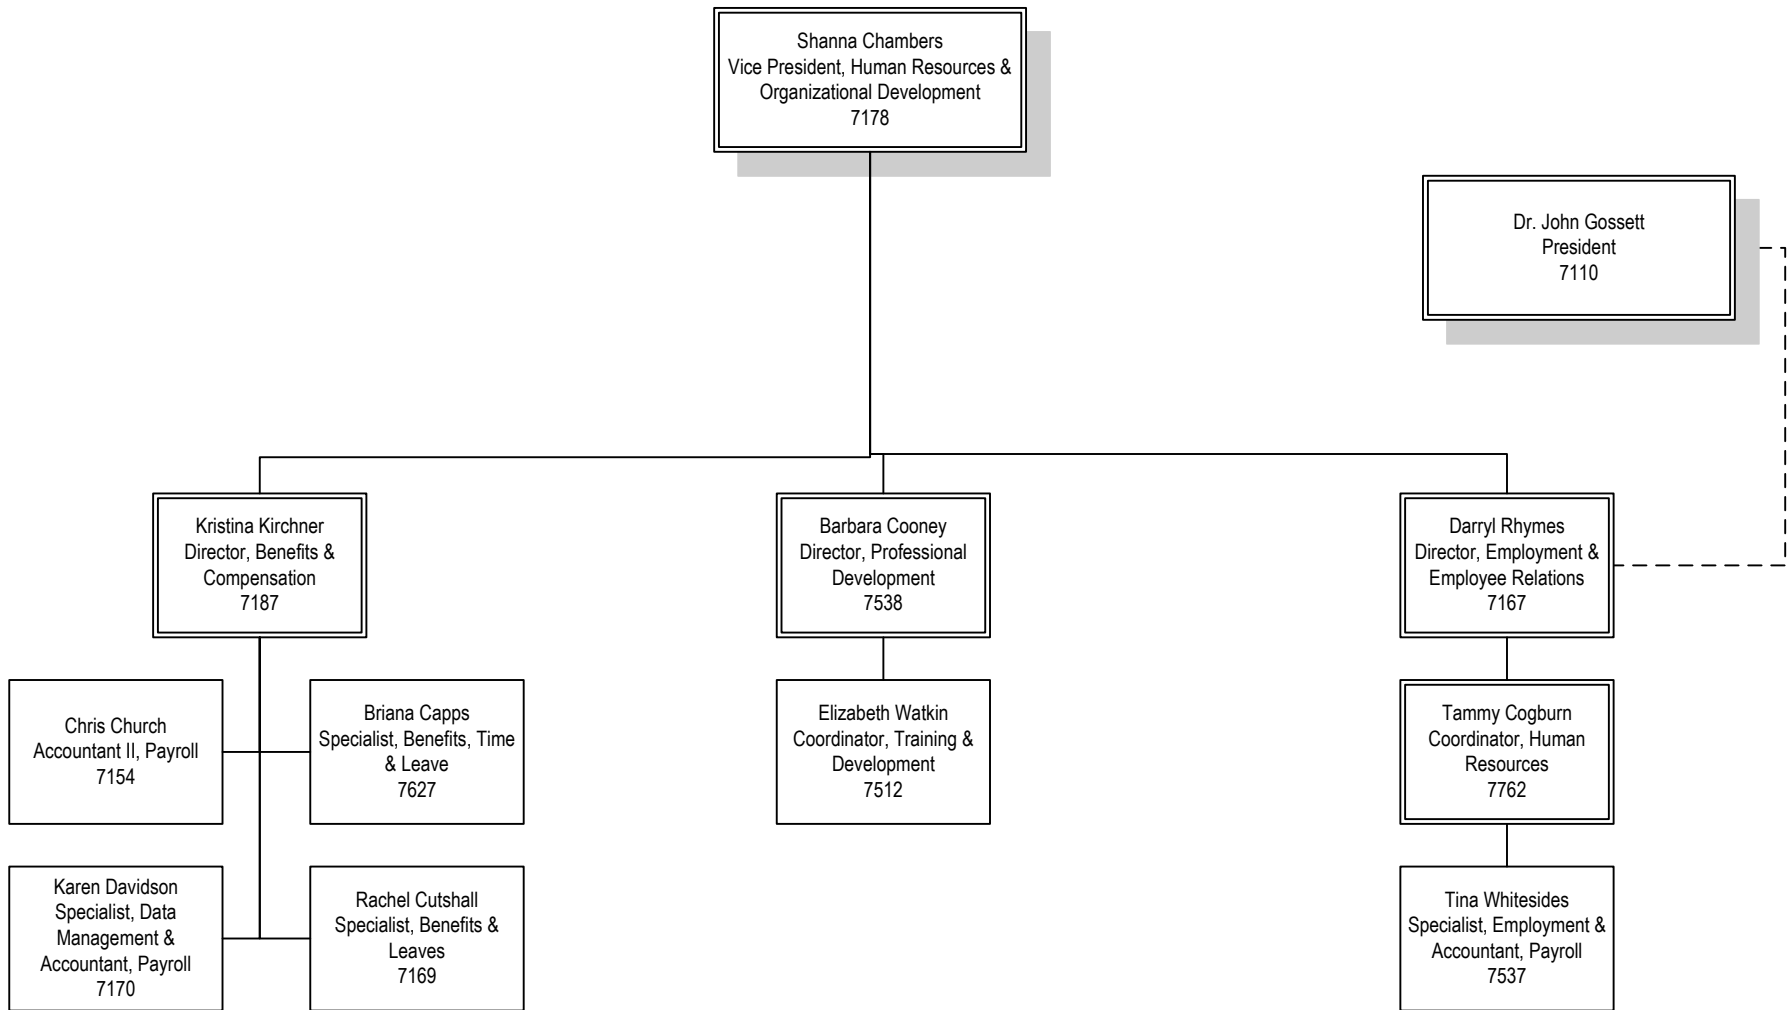 Shanna Chambers
Vice President, Human Resources &
Organizational Development
7178
Dr. John Gossett
President
7110
Kristina Kirchner
Director, Benefits &
Compensation
7187
Barbara Cooney
Director, Professional
Development
7538
Darryl Rhymes
Director, Employment &
Employee Relations
7167
Chris Church
Accountant II, Payroll
7154
Briana Capps
Specialist, Benefits, Time
& Leave
7627
Elizabeth Watkin
Coordinator, Training &
Development
7512
Tammy Cogburn
Coordinator, Human
Resources
7762
Karen Davidson
Specialist, Data
Management &
Accountant, Payroll
7170
Rachel Cutshall
Specialist, Benefits &
Leaves
7169
Tina Whitesides
Specialist, Employment &
Accountant, Payroll
7537